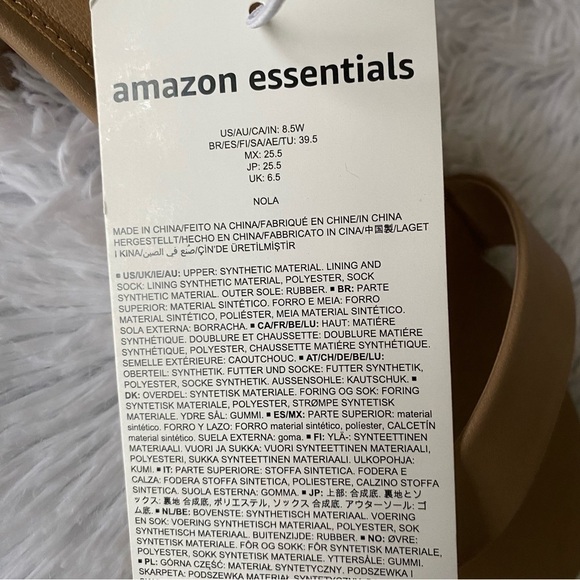 amazon essentials
US/AU/CA/IN: 8.5W
BR/ES/FI/SA/AE/TU: 39.5
MX: 25.5
JP: 25.5
UK: 6.5
NOLA
MADE IN CHINA/FEITO NA CHINA/FABRIQUÉ EN CHINE/IN CHINA
HERGESTELLT/HECHO EN CHINA/FABBRICATO IN CINA/中国製/LAGET
I KINA/صنع في الصين/ÇİN'DE ÜRETİLMİŞTİR
■ US/UK/IE/AU: UPPER: SYNTHETIC MATERIAL. LINING AND
SOCK: LINING SYNTHETIC MATERIAL, POLYESTER, SOCK
SYNTHETIC MATERIAL. OUTER SOLE: RUBBER. ■ BR: PARTE
SUPERIOR: MATERIAL SINTÉTICO. FORRO E MEIA: FORRO
MATERIAL SINTÉTICO, POLIÉSTER, MEIA MATERIAL SINTÉTICO.
SOLA EXTERNA: BORRACHA. ■ CA/FR/BE/LU: HAUT: MATIÈRE
SYNTHÉTIQUE. DOUBLURE ET CHAUSSETTE: DOUBLURE MATIÈRE
SYNTHÉTIQUE, POLYESTER, CHAUSSETTE MATIÈRE SYNTHÉTIQUE.
SEMELLE EXTÉRIEURE: CAOUTCHOUC. ■ AT/CH/DE/BE/LU:
OBERTEIL: SYNTHETIK. FUTTER UND SOCKE: FUTTER SYNTHETIK,
POLYESTER, SOCKE SYNTHETIK. AUSSENSOHLE: KAUTSCHUK. ■
DK: OVERDEL: SYNTETISK MATERIALE. FORING OG SOK: FORING
SYNTETISK MATERIALE, POLYESTER, STRØMPE SYNTETISK
MATERIALE. YDRE SÅL: GUMMI. ■ ES/MX: PARTE SUPERIOR: material
sintético. FORRO Y LAZO: FORRO material sintético, políester, CALCETÍN
material sintético. SUELA EXTERNA: goma. ■ FI: YLÄ-: SYNTEETTINEN
MATERIAALI. VUORI JA SUKKA: VUORI SYNTEETTINEN MATERIAALI,
POLYESTERI, SUKKA SYNTEETTINEN MATERIAALI. ULKOPOHJA:
KUMI. ■ IT: PARTE SUPERIORE: STOFFA SINTETICA. FODERA E
CALZA: FODERA STOFFA SINTETICA, POLIESTERE, CALZINO STOFFA
SINTETICA. SUOLA ESTERNA: GOMMA. ■ JP: 上部: 合成底. 裏地とソ
ックス: 裏地 合成底, ポリエステル, ソックス 合成底. アウターソール: ゴ
ム底. ■ NL/BE: BOVENSTE: SYNTHETISCH MATERIAAL. VOERING
EN SOK: VOERING SYNTHETISCH MATERIAAL, POLYESTER, SOK
SYNTHETISCH MATERIAAL. BUITENZIJDE: RUBBER. ■ NO: ØVRE:
SYNTETISK MATERIALE. FÔR OG SOKK: FÔR SYNTETISK MATERIALE,
POLYESTER, SOKK SYNTETISK MATERIALE. YTTERSÅLE: GUMMI.
■ PL: GÓRNA CZĘŚĆ: MATERIAŁ SYNTETYCZNY. PODSZEWKA I
SKARPETA: PODSZEWKA MATERIAŁ SYNTETYCZNY,